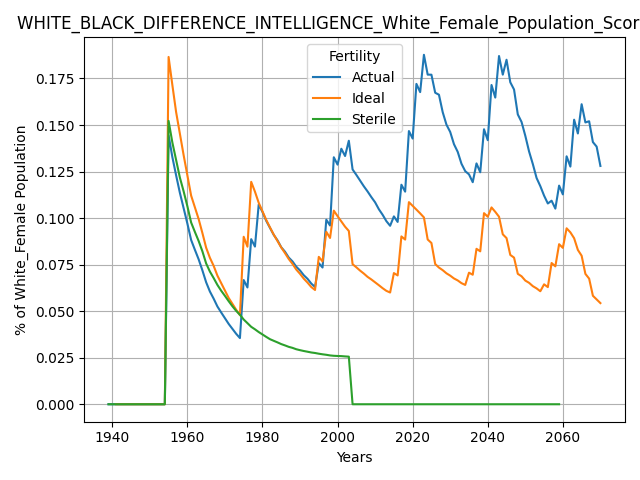 WHITE_BLACK_DIFFERENCE_INTELLIGENCE_White_Female_Population_Scor
Fertility
Actual
Ideal
Sterile
% of White_Female Population
0.175
0.150
0.125
0.100
0.075
0.050
0.025
0.000
1940 1960 1980 2000 2020 2040 2060
Years